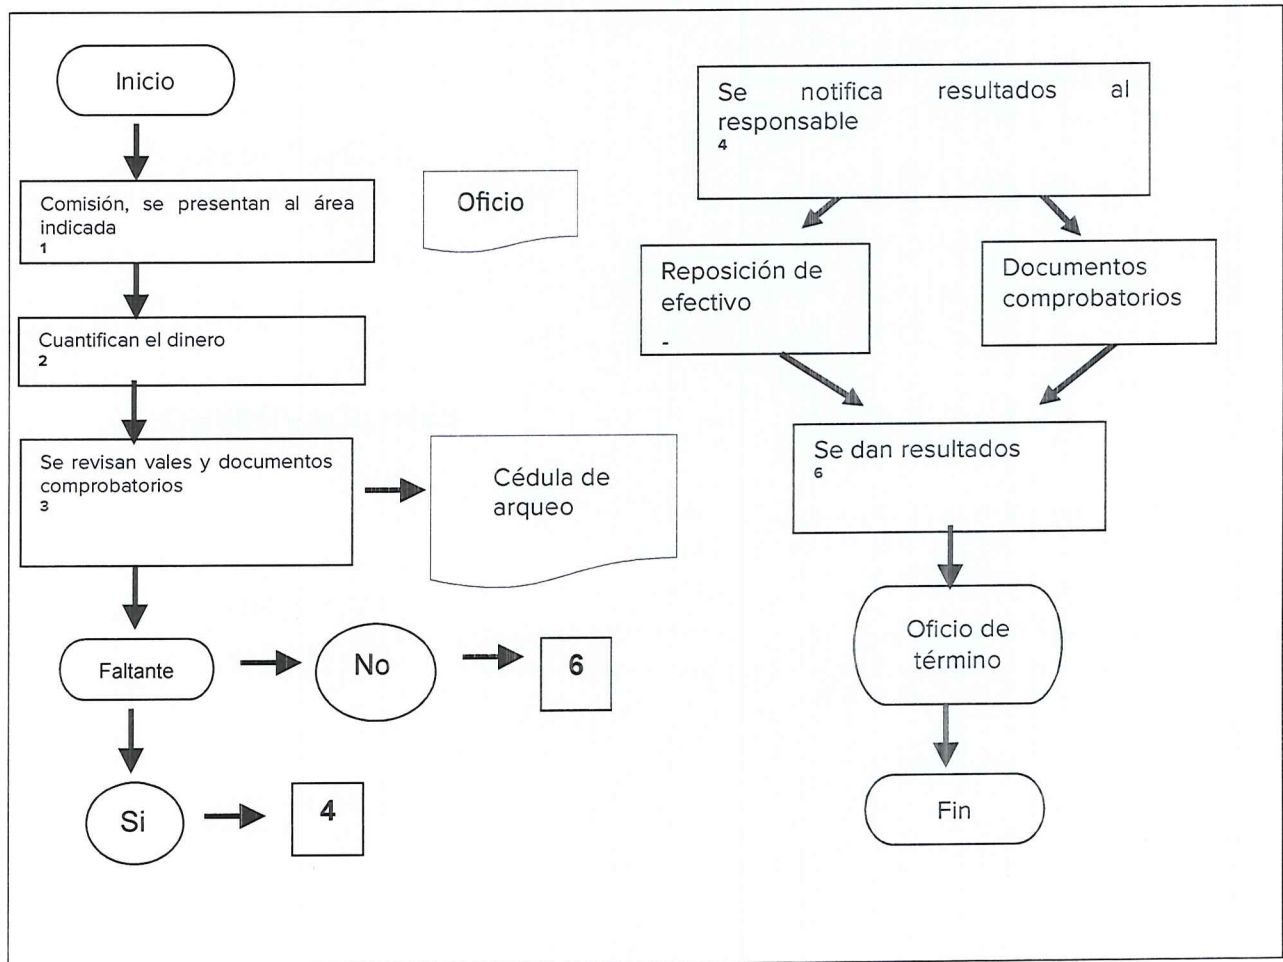 Inicio
Comisión, se presentan al área
indicada
1
Oficio
Cuantifican el dinero
2
Se revisan vales y documentos
comprobatorios
3
Cédula de
arqueo
Faltante
No
6
Si
4
Se notifica resultados al
responsable
4
Reposición de
efectivo
-
Documentos
comprobatorios
Se dan resultados
6
Oficio de
término
Fin